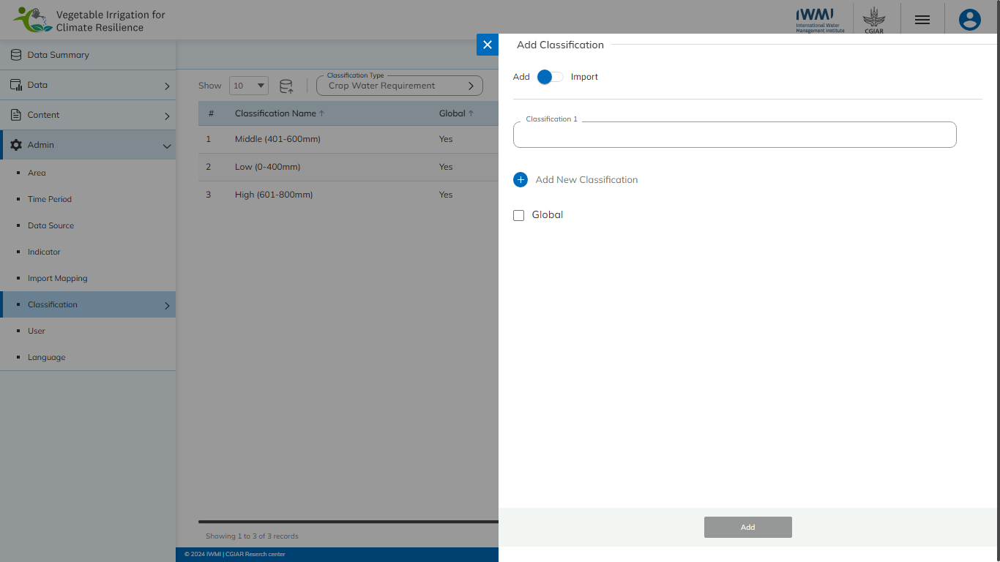 Vegetable Irrigation for
Climate Resilience
IWMI
International Water
Management Institute
CGIAR
Data Summary
Data
Content
Admin
Area
Time Period
Data Source
Indicator
Import Mapping
Classification
User
Language
Show
10
Classification Type
Crop Water Requirement
# Classification Name Global
1 Middle (401-600mm) Yes
2 Low (0-400mm) Yes
3 High (601-800mm) Yes
Showing 1 to 3 of 3 records
© 2024 IWMI | CGIAR Reserch center
Add Classification
Add Import
Classification 1
Add New Classification
Global
Add